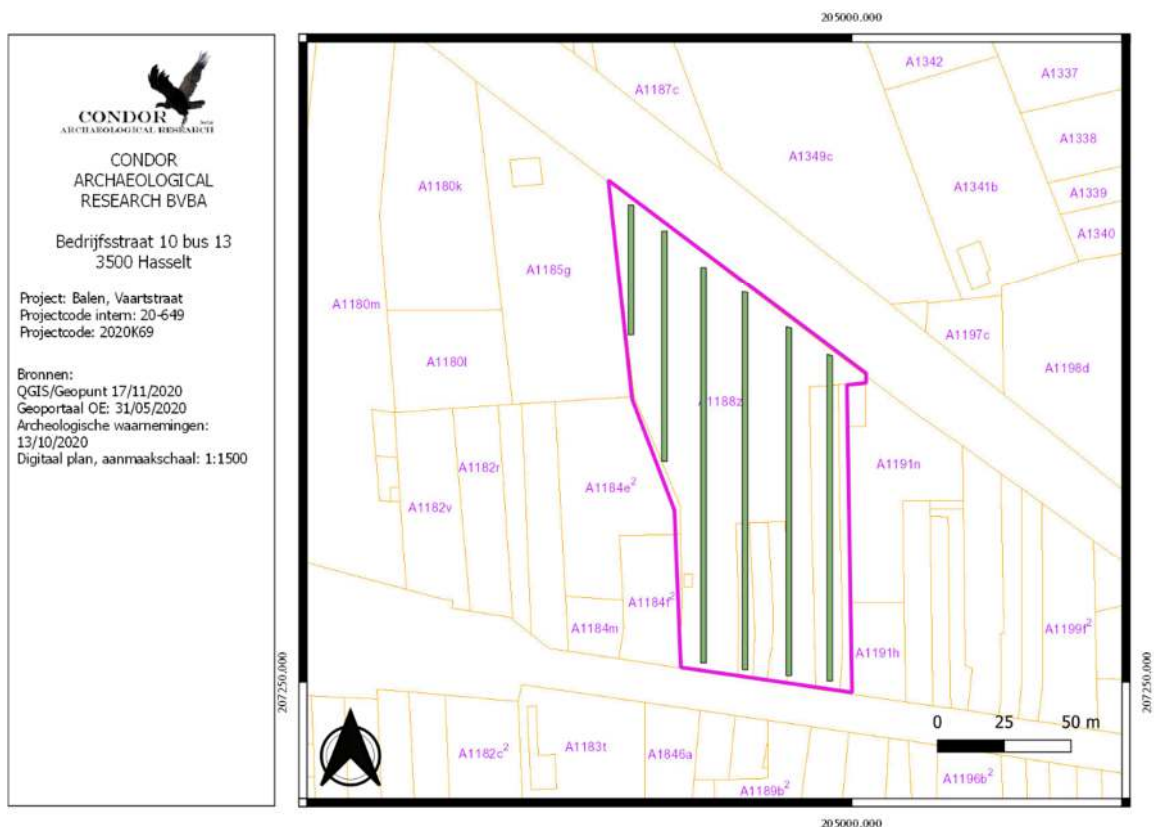 CONDOR
bvba
ARCHAEOLOGICAL RESEARCH
CONDOR
ARCHAEOLOGICAL
RESEARCH BVBA
Bedrijfsstraat 10 bus 13
3500 Hasselt
Project: Balen, Vaartstraat
Projectcode intern: 20-649
Projectcode: 2020K69
Bronnen:
QGIS/Geopunt 17/11/2020
Geoportaal OE: 31/05/2020
Archeologische waarnemingen:
13/10/2020
Digitaal plan, aanmaakschaal: 1:1500
205000.000
A1342
A1337
A1187c
A1338
A1349c
A1180k
A1341b
A1339
A1340
A1185g
A1180m
A1197c
A1180l
A1198d
A1188z
A1182r
A1191n
A1184e²
A1182v
A1184f²
A1184m
A1199f²
A1191h
207250.000
207250.000
0 25 50 m
A1182c²
A1183t
A1846a
A1189b²
A1196b²
205000.000